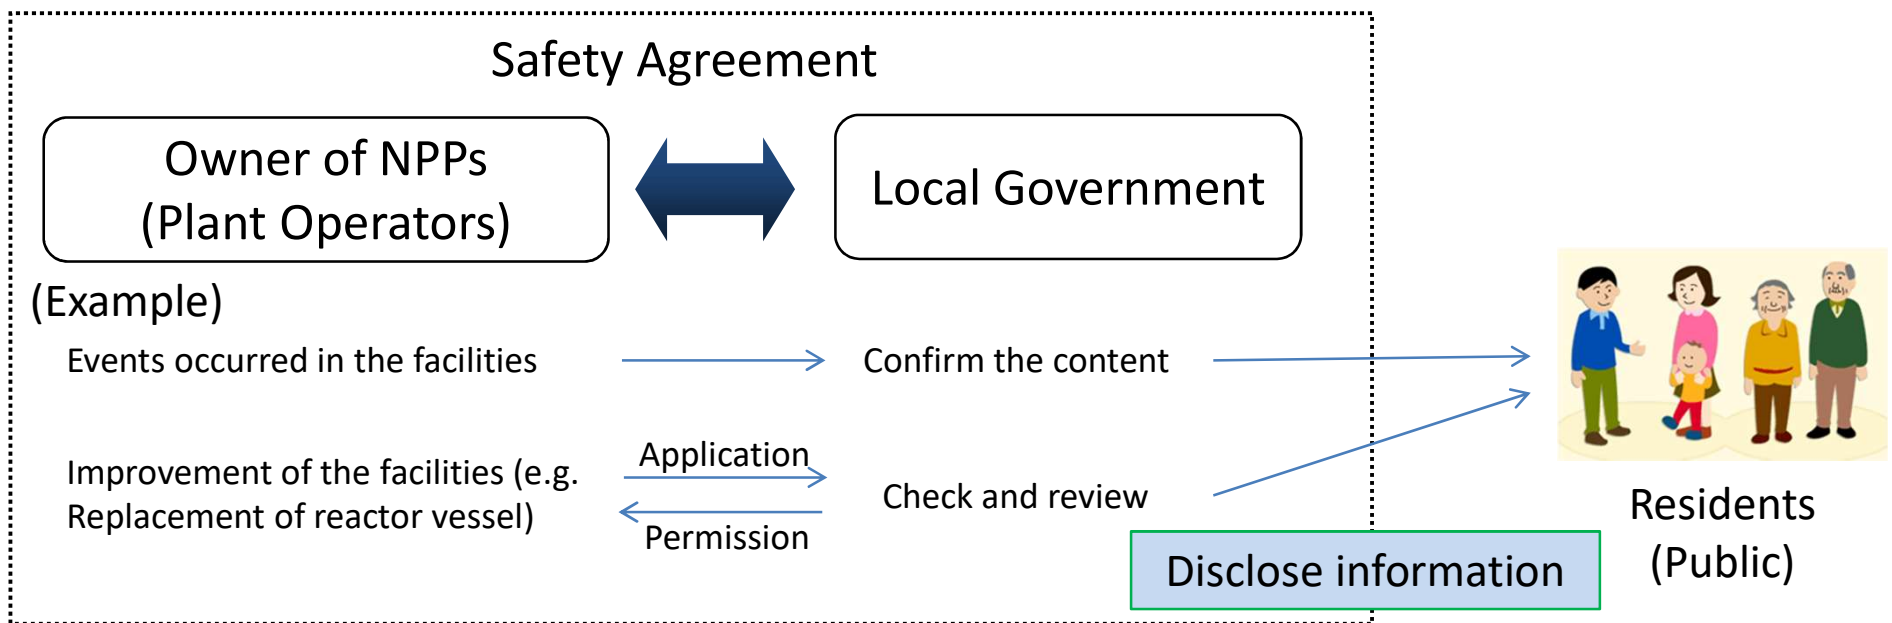 Safety Agreement
Owner of NPPs
(Plant Operators)
Local Government
(Example)
Events occurred in the facilities
Confirm the content
Improvement of the facilities (e.g.
Replacement of reactor vessel)
Application
Permission
Check and review
Disclose information
Residents
(Public)